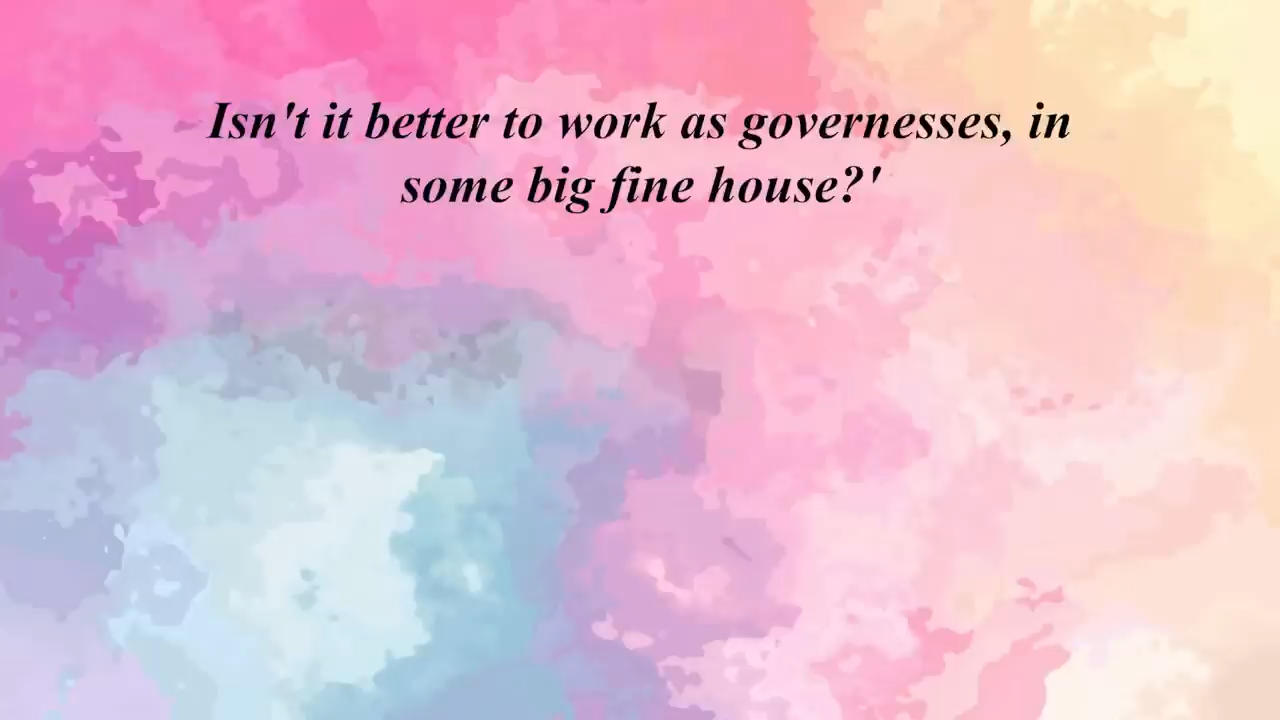 Isn't it better to work as governesses, in
some big fine house?'